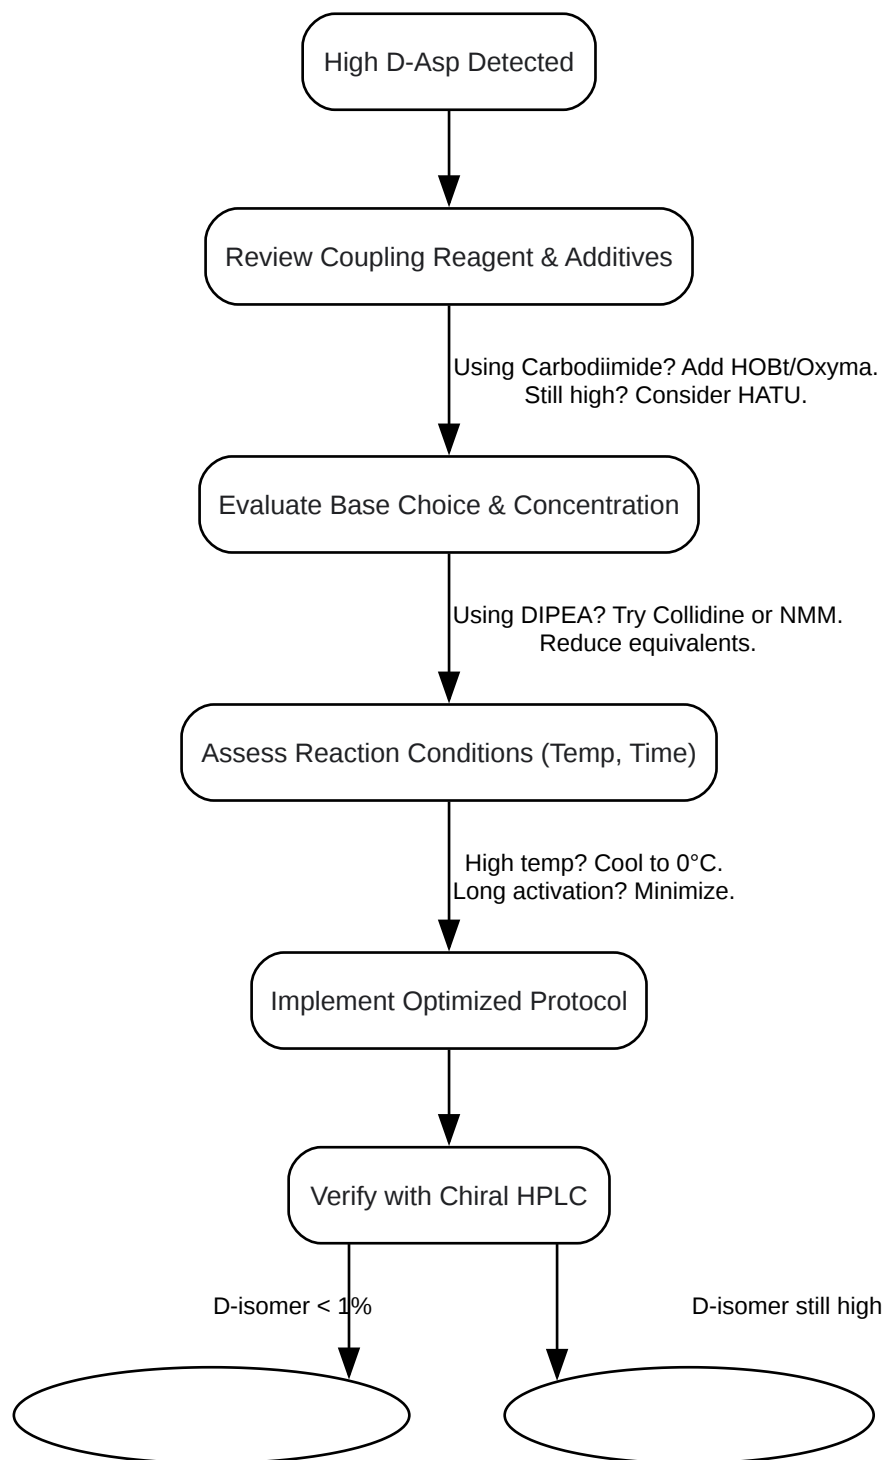 High D-Asp Detected
Review Coupling Reagent & Additives
Using Carbodiimide? Add HOBt/Oxyma.
Still high? Consider HATU.
Evaluate Base Choice & Concentration
Using DIPEA? Try Collidine or NMM.
Reduce equivalents.
Assess Reaction Conditions (Temp, Time)
High temp? Cool to 0°C.
Long activation? Minimize.
Implement Optimized Protocol
Verify with Chiral HPLC
D-isomer < 1%
D-isomer still high